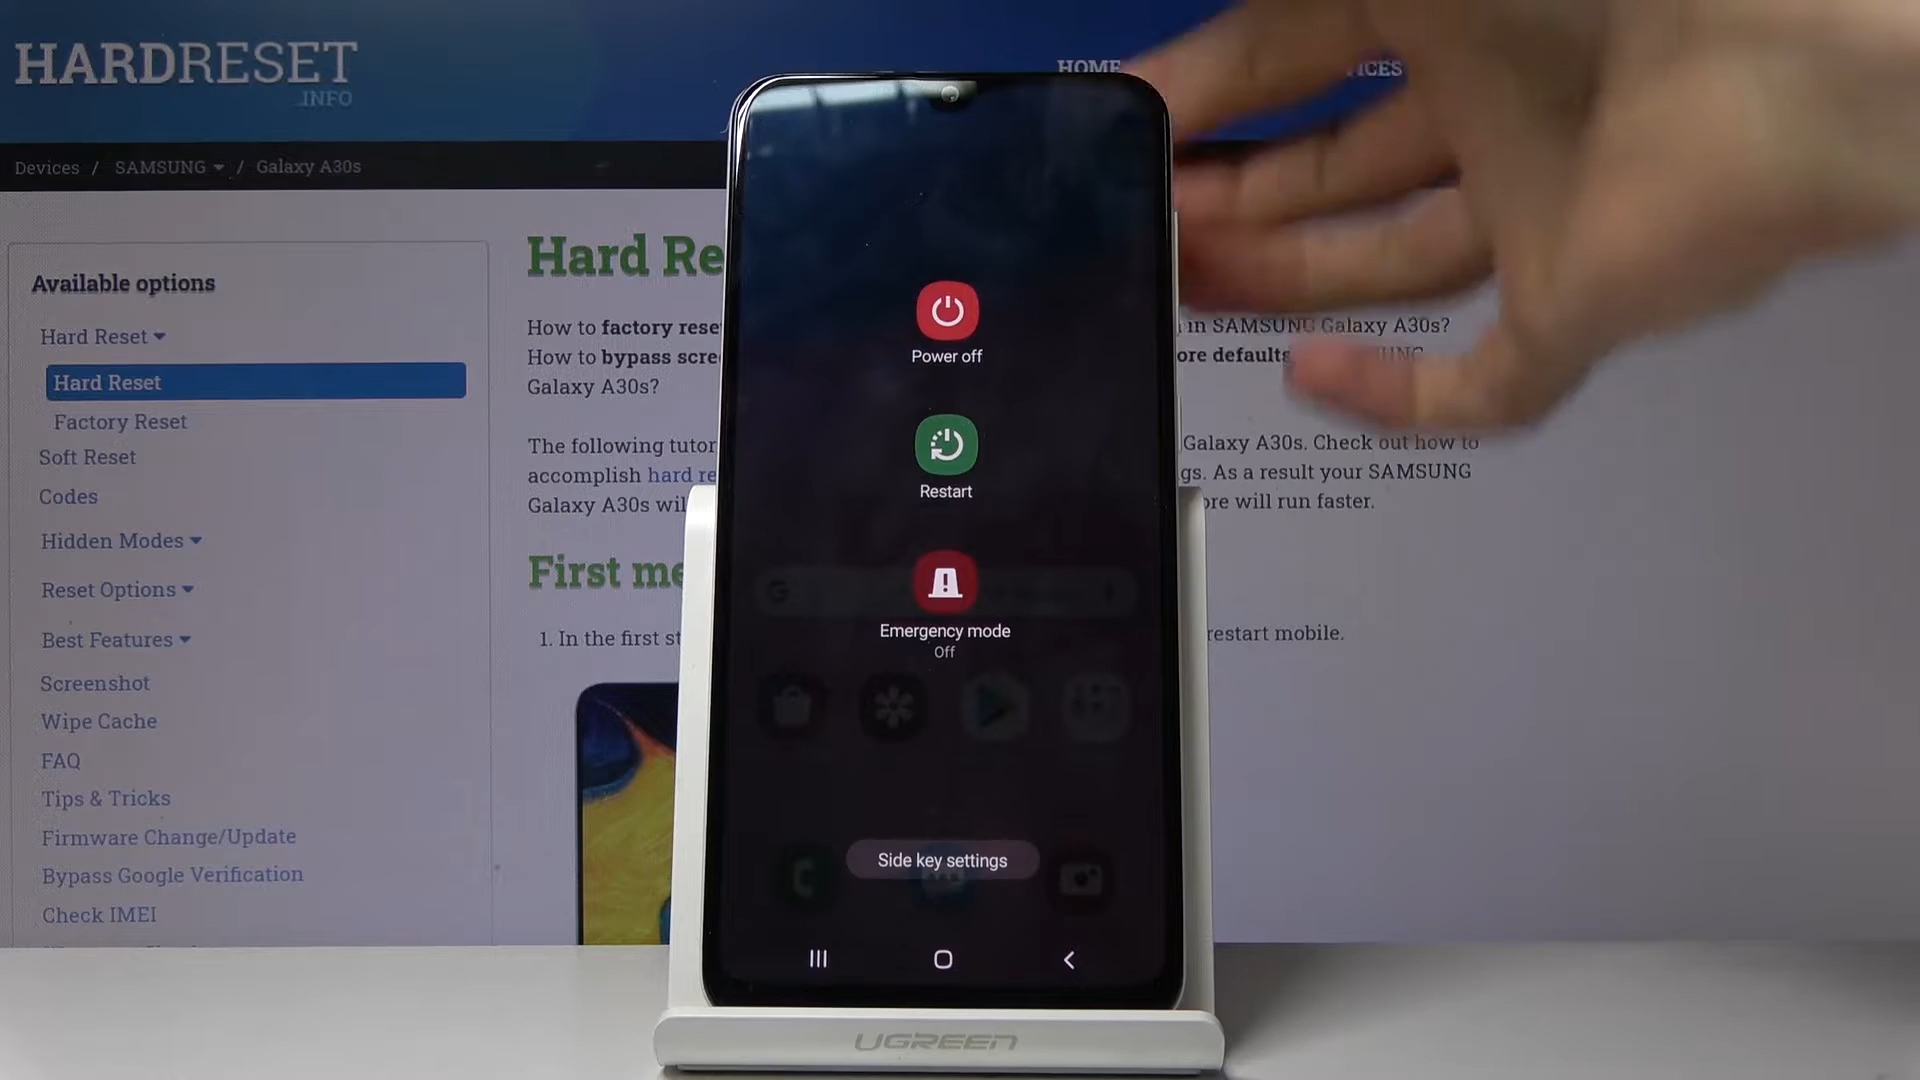 HARDRESET
.INFO
HOME
ICES
Devices / SAMSUNG / Galaxy A30s
Available options
Hard Reset
Hard Reset
Factory Reset
Soft Reset
Codes
Hidden Modes
Reset Options
Best Features
Screenshot
Wipe Cache
FAQ
Tips & Tricks
Firmware Change/Update
Bypass Google Verification
Check IMEI
Hard Re
How to factory rese
in SAMSUNG Galaxy A30s?
How to bypass scre
ore defaults
Galaxy A30s?
The following tutor
Galaxy A30s. Check out how to
accomplish hard re
gs. As a result your SAMSUNG
Galaxy A30s wil
ore will run faster.
First me
1. In the first st
restart mobile.
Power off
Restart
Emergency mode
Off
Side key settings
UGREEN